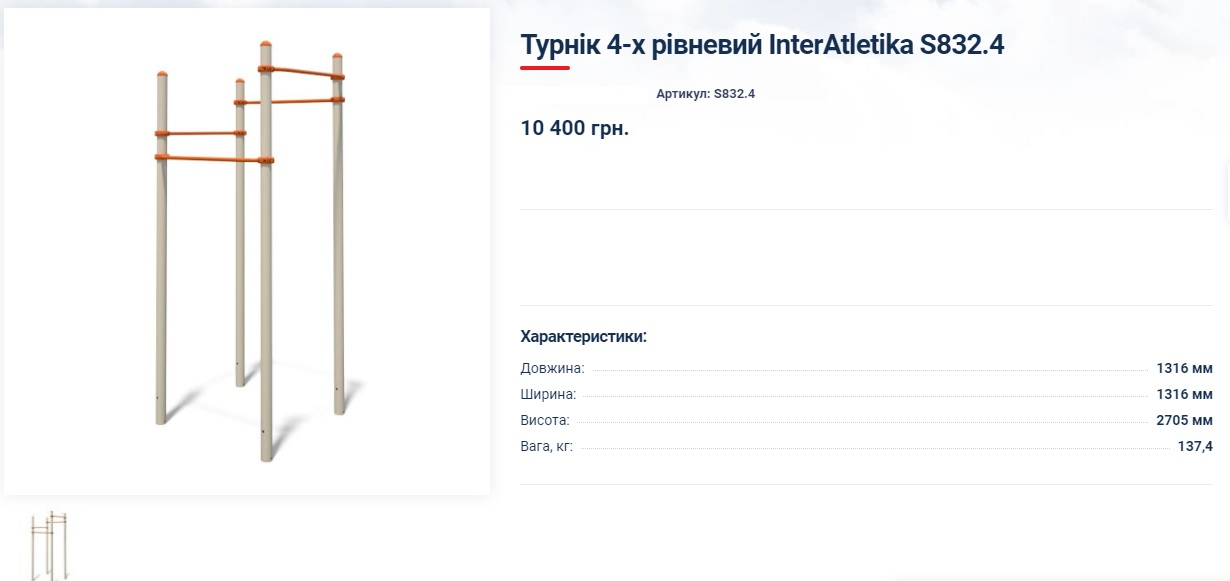 Турнік 4-х рівневий InterAtletika S832.4
Артикул: S832.4
10 400 грн.
Характеристики:
Довжина: 1316 мм
Ширина: 1316 мм
Висота: 2705 мм
Вага, кг: 137,4